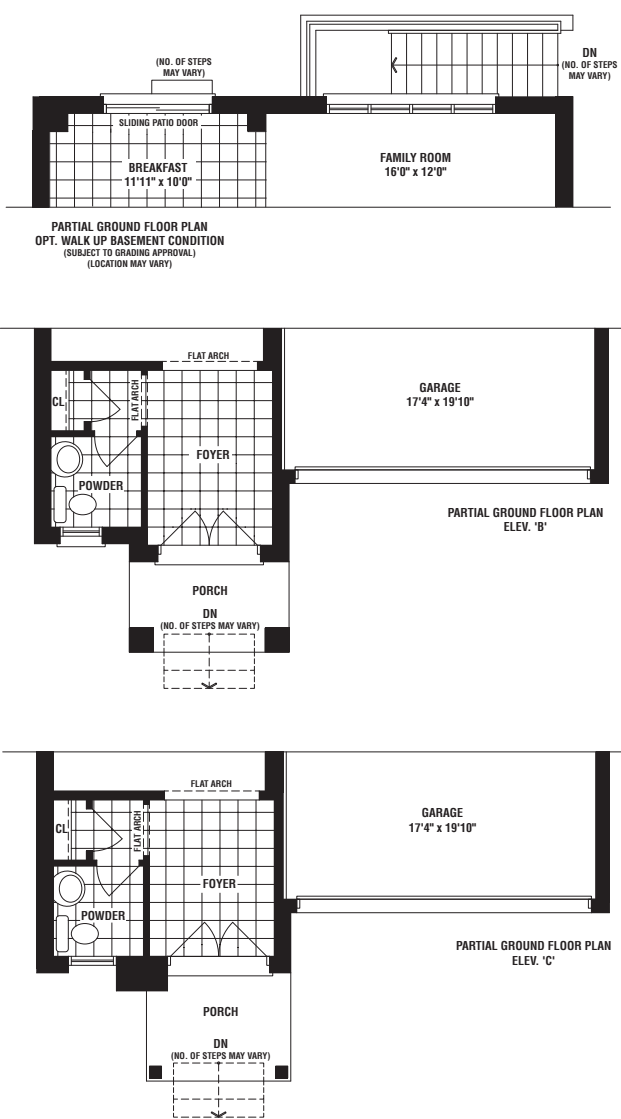 (NO. OF STEPS
MAY VARY)
DN
(NO. OF STEPS
MAY VARY)
SLIDING PATIO DOOR
BREAKFAST
11'11" x 10'0"
FAMILY ROOM
16'0" x 12'0"
PARTIAL GROUND FLOOR PLAN
OPT. WALK UP BASEMENT CONDITION
(SUBJECT TO GRADING APPROVAL)
(LOCATION MAY VARY)
FLAT ARCH
CL
FLAT ARCH
GARAGE
17'4" x 19'10"
FOYER
POWDER
PARTIAL GROUND FLOOR PLAN
ELEV. 'B'
PORCH
DN
(NO. OF STEPS MAY VARY)
FLAT ARCH
CL
FLAT ARCH
GARAGE
17'4" x 19'10"
FOYER
POWDER
PARTIAL GROUND FLOOR PLAN
ELEV. 'C'
PORCH
DN
(NO. OF STEPS MAY VARY)